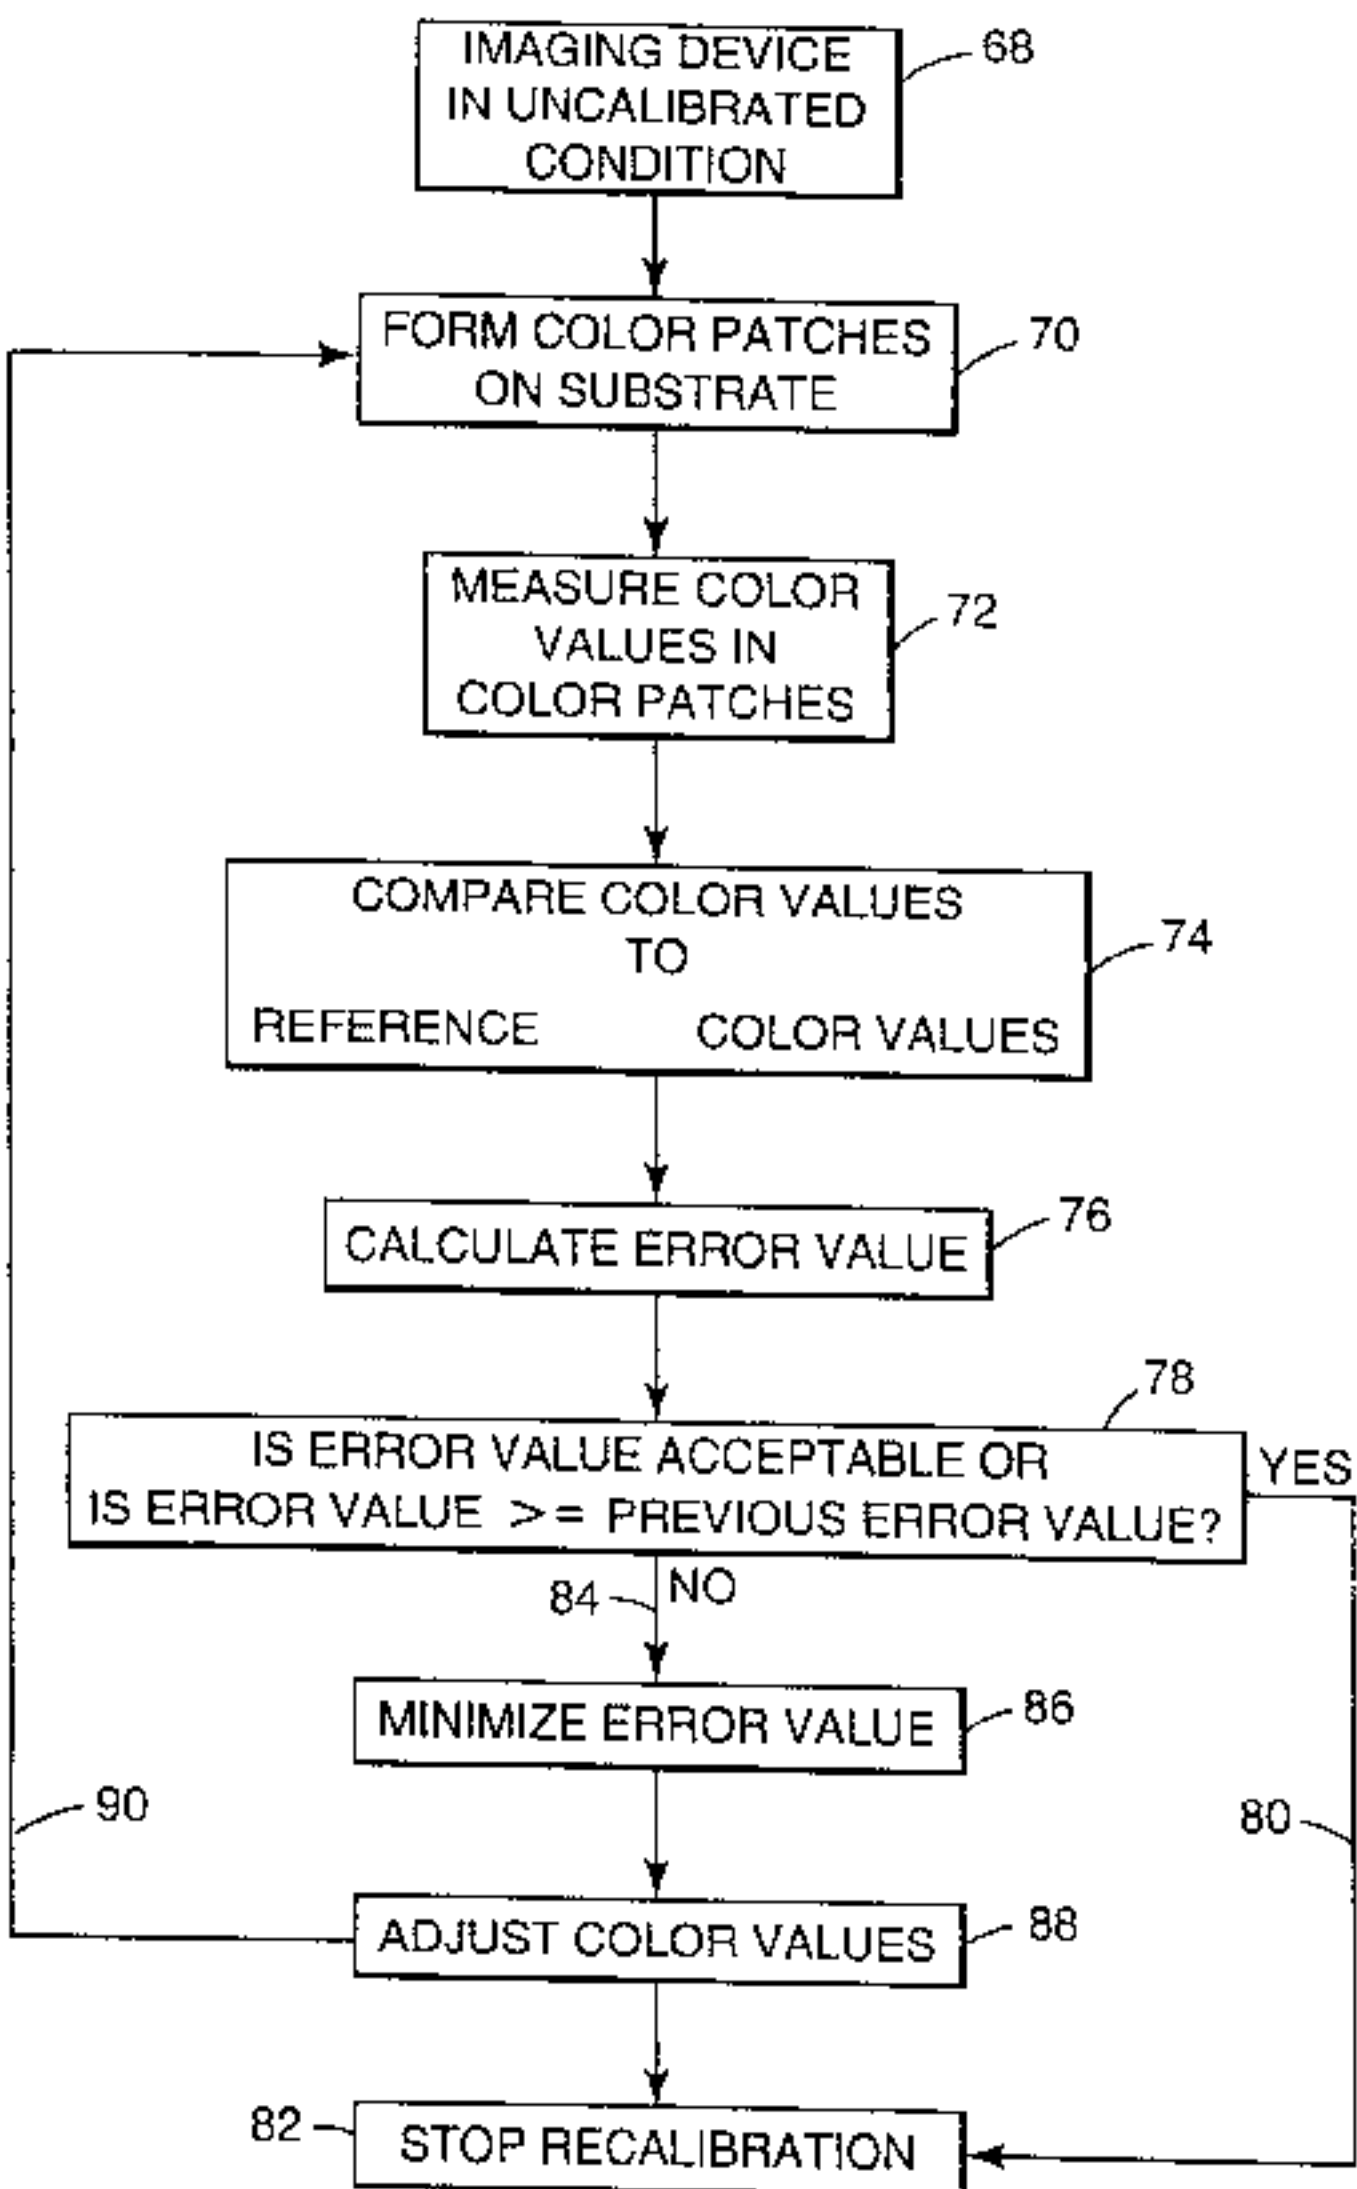 IMAGING DEVICE
IN UNCALIBRATED
CONDITION
68
FORM COLOR PATCHES
ON SUBSTRATE
70
MEASURE COLOR
VALUES IN
COLOR PATCHES
72
COMPARE COLOR VALUES
TO
REFERENCE COLOR VALUES
74
CALCULATE ERROR VALUE
76
78
IS ERROR VALUE ACCEPTABLE OR
IS ERROR VALUE >= PREVIOUS ERROR VALUE?
YES
84
NO
MINIMIZE ERROR VALUE
86
90
80
ADJUST COLOR VALUES
88
82
STOP RECALIBRATION